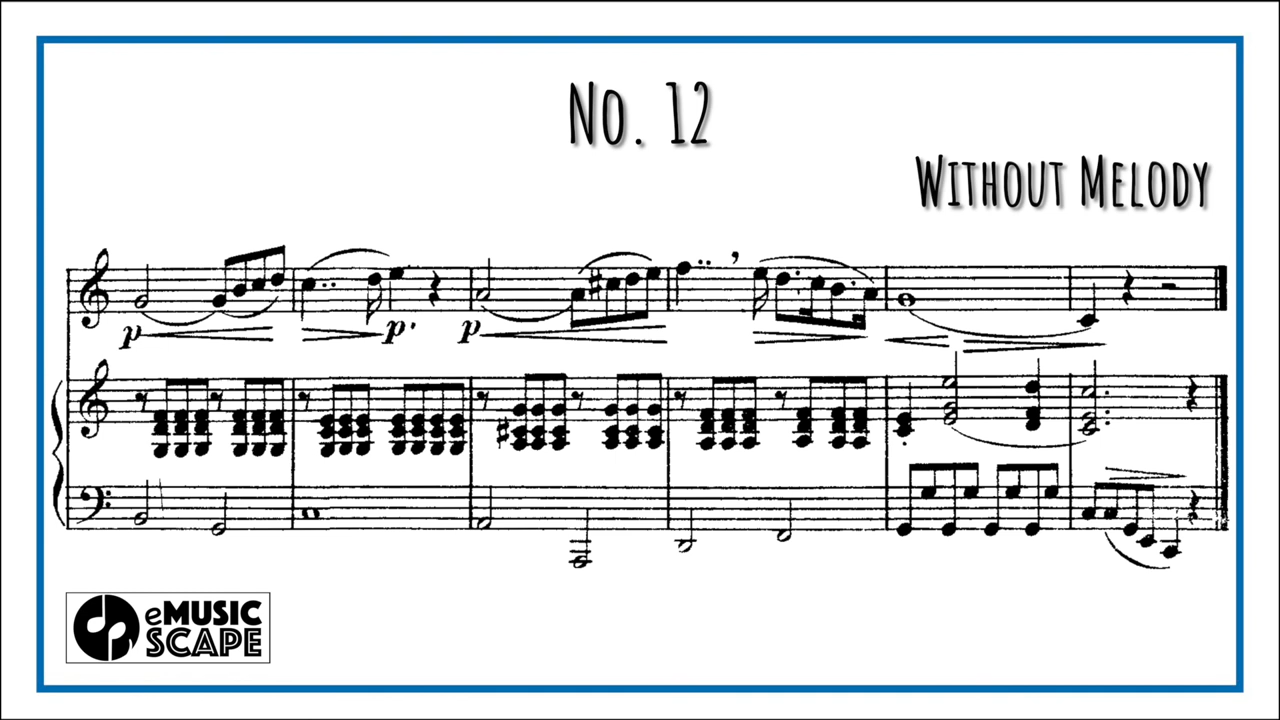 No. 12
Without Melody
p
p.
p
eMUSIC
SCAPE